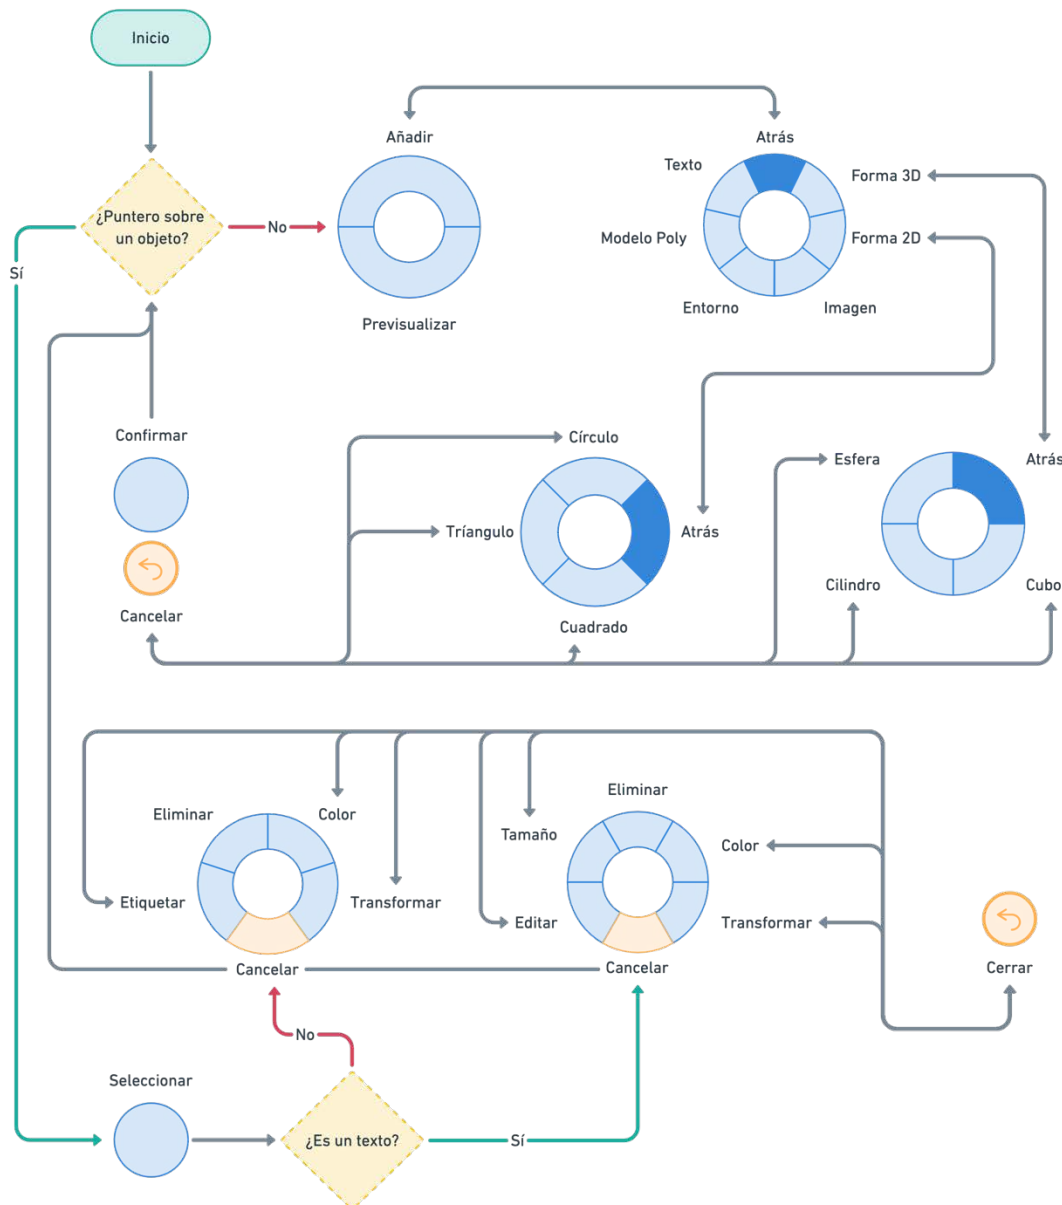 Inicio
Añadir
Atrás
Texto
Forma 3D
¿Puntero sobre
un objeto?
No
Modelo Poly
Forma 2D
Sí
Entorno
Imagen
Previsualizar
Confirmar
Círculo
Esfera
Atrás
Tríangulo
Atrás
Cilindro
Cubo
Cancelar
Cuadrado
Eliminar
Eliminar
Color
Tamaño
Color
Etiquetar
Transformar
Editar
Transformar
Cancelar
Cancelar
Cerrar
No
Seleccionar
¿Es un texto?
Sí